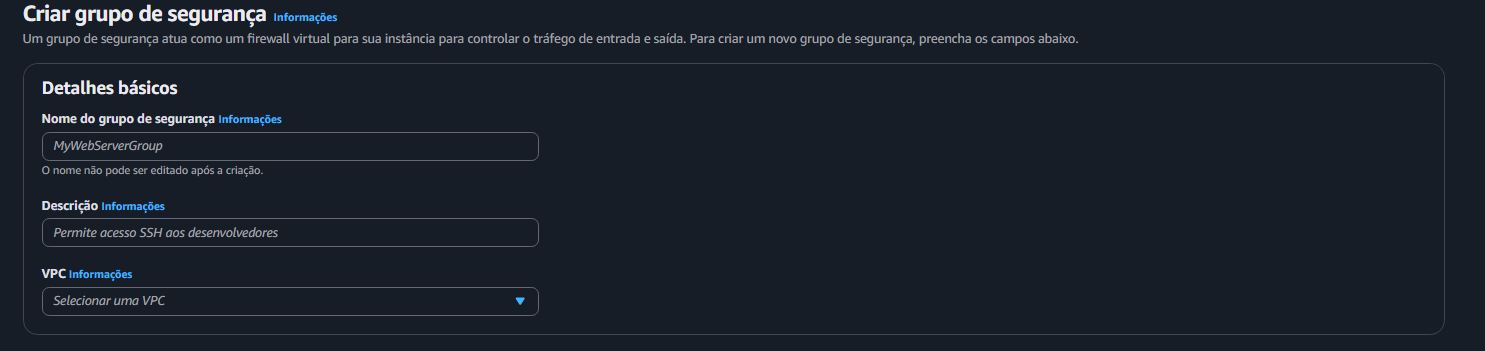 Criar grupo de segurança Informações
Um grupo de segurança atua como um firewall virtual para sua instância para controlar o tráfego de entrada e saída. Para criar um novo grupo de segurança, preencha os campos abaixo.
Detalhes básicos
Nome do grupo de segurança Informações
MyWebServerGroup
O nome não pode ser editado após a criação.
Descrição Informações
Permite acesso SSH aos desenvolvedores
VPC Informações
Selecionar uma VPC